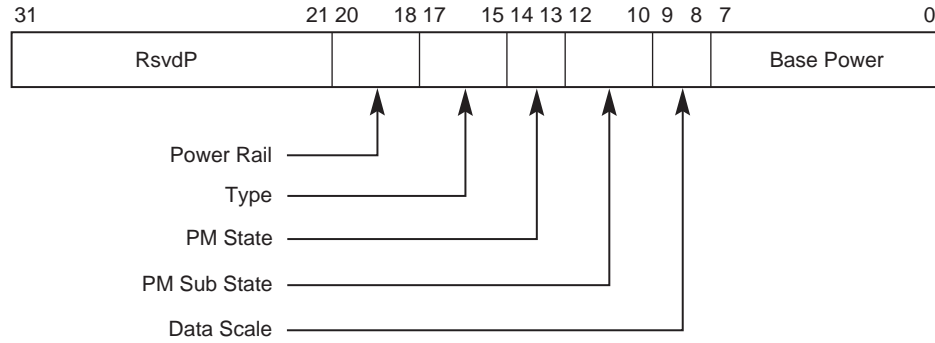 31 21 20 18 17 15 14 13 12 10 9 8 7 0
RsvdP Base Power
Power Rail
Type
PM State
PM Sub State
Data Scale